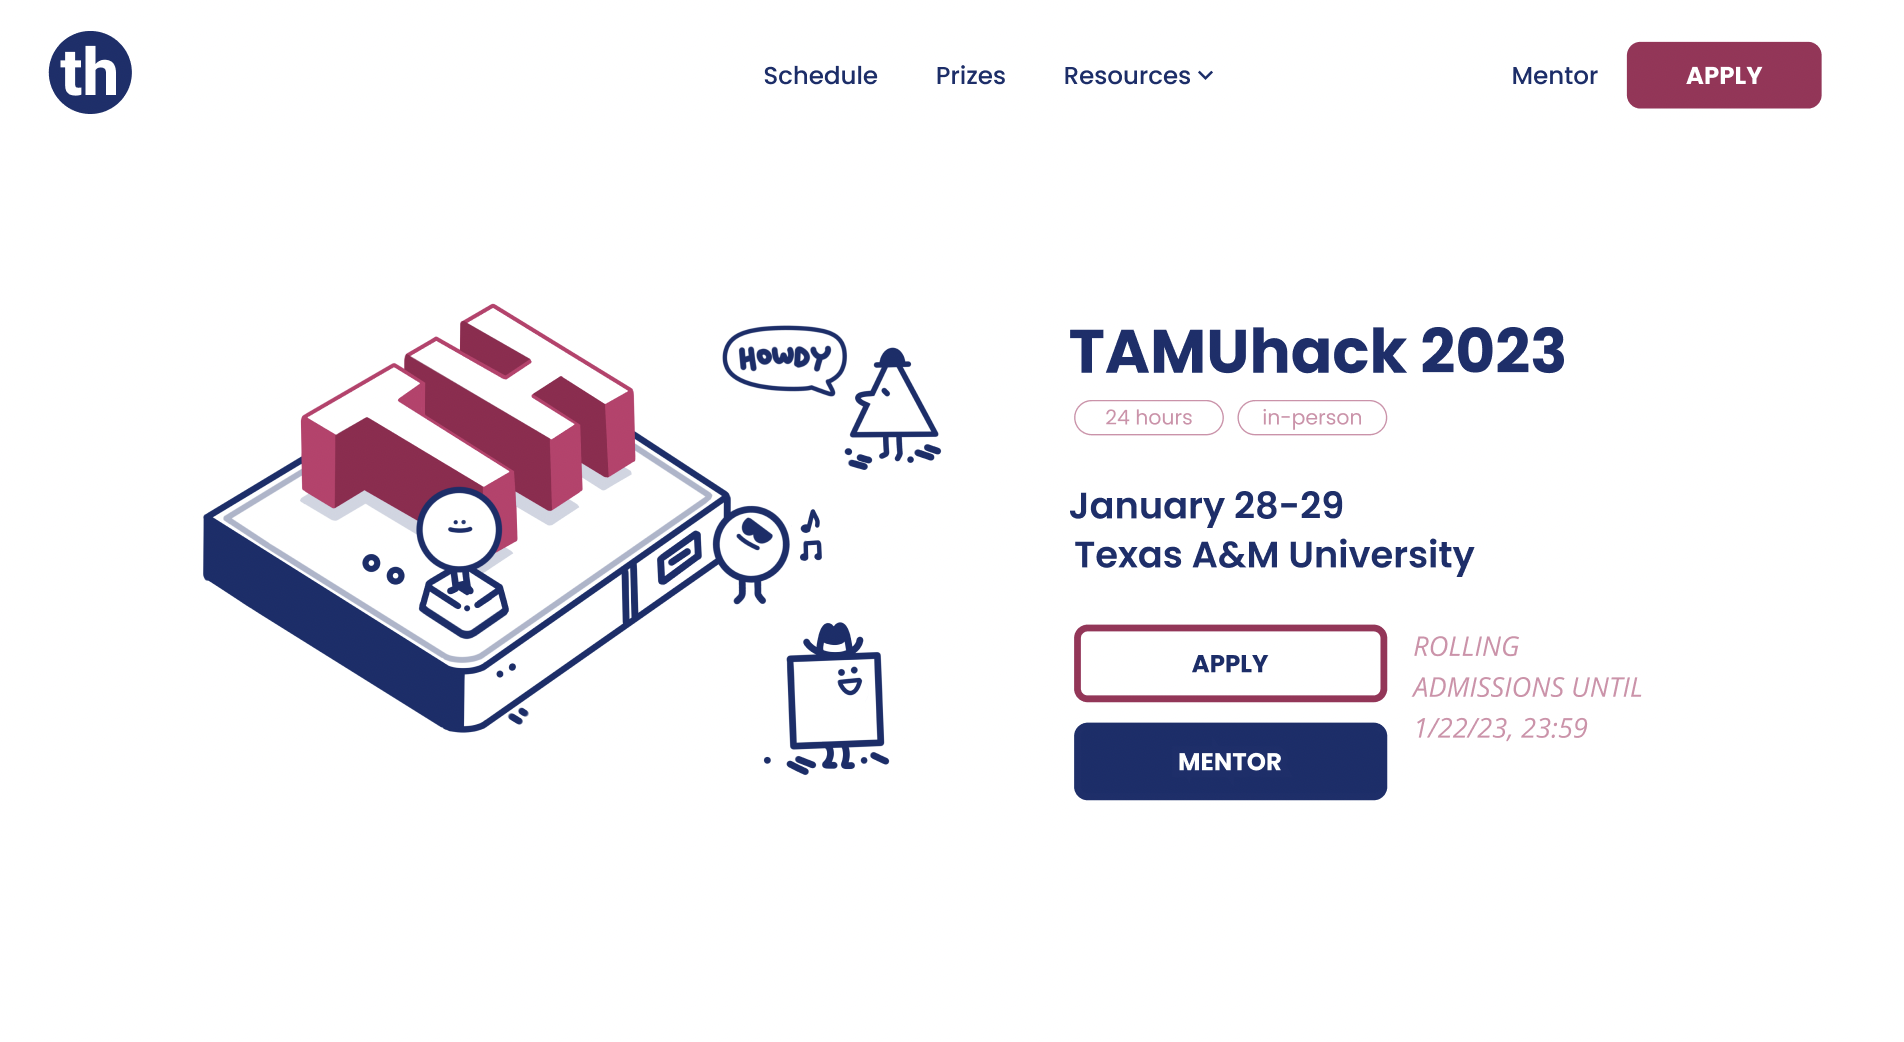 th
Schedule
Prizes
Resources
Mentor
APPLY
HOWDY
TH
TAMUhack 2023
24 hours
in-person
January 28-29
Texas A&M University
APPLY
ROLLING
ADMISSIONS UNTIL
1/22/23, 23:59
MENTOR